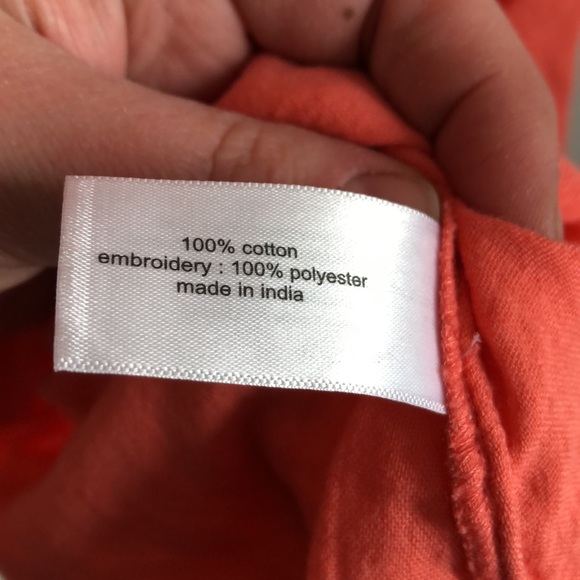 100% cotton
embroidery : 100% polyester
made in india